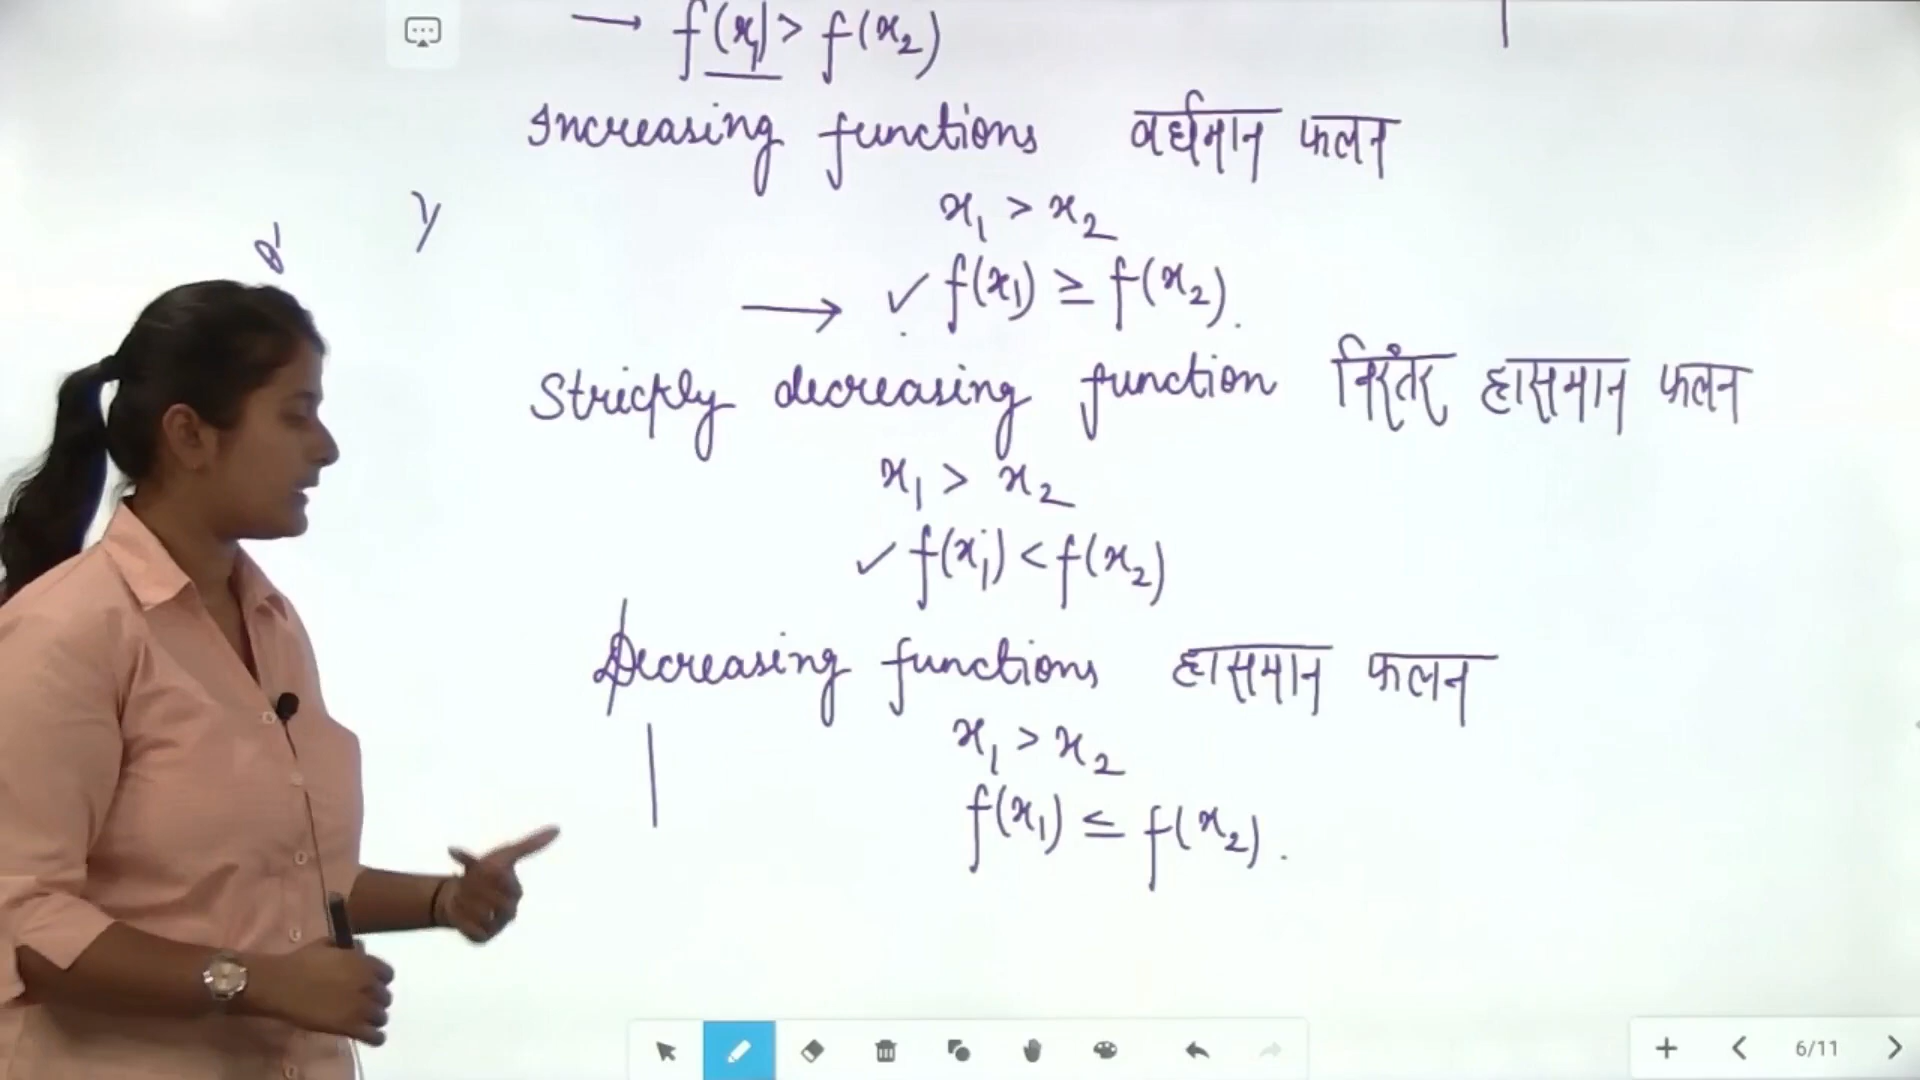 → f(x₁) > f(x₂)
Increasing functions वर्धमान फलन
x₁ > x₂
→ ✓ f(x₁) ≥ f(x₂).
Strictly decreasing function निरंतर ह्रासमान फलन
x₁ > x₂
✓ f(x₁) < f(x₂)
Decreasing functions ह्रासमान फलन
x₁ > x₂
f(x₁) ≤ f(x₂).
6/11